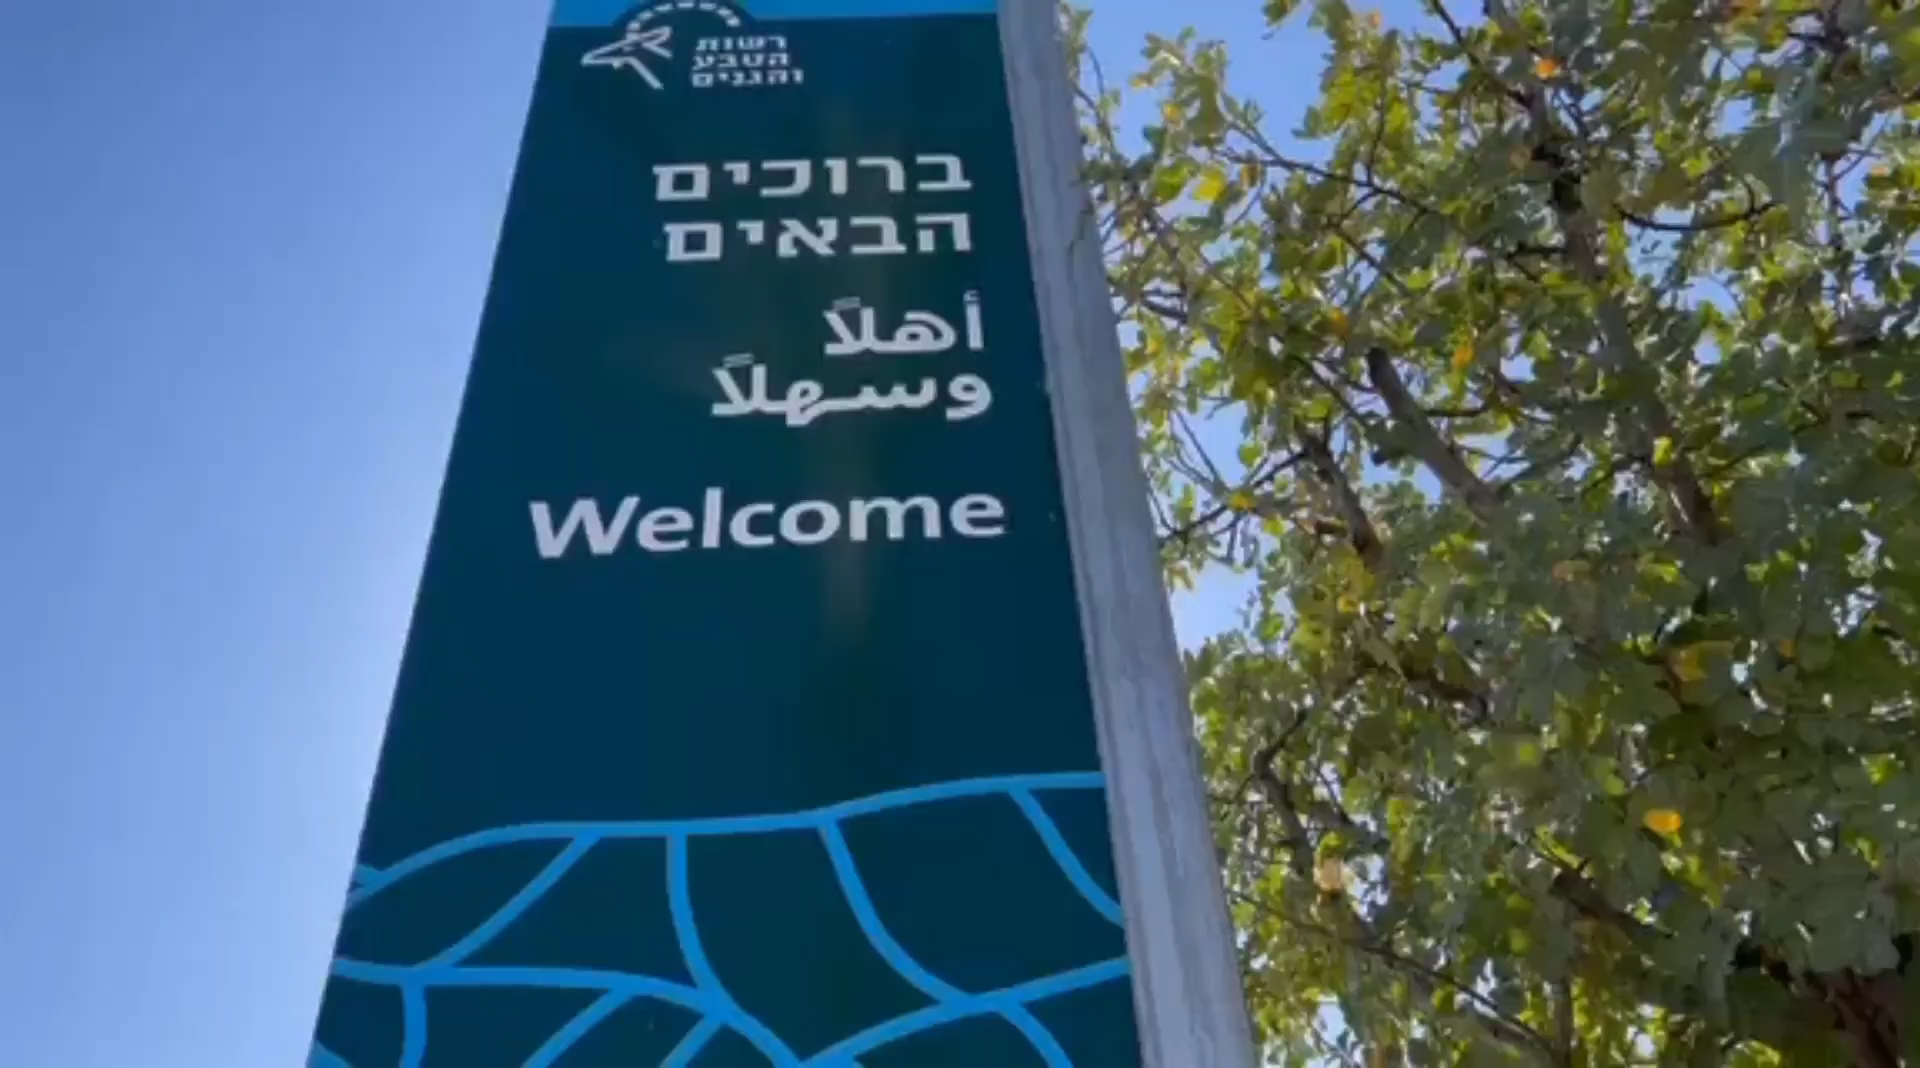 רשות
הטבע
והגנים
ברוכים
הבאים
أهلاً
وسهلاً
Welcome